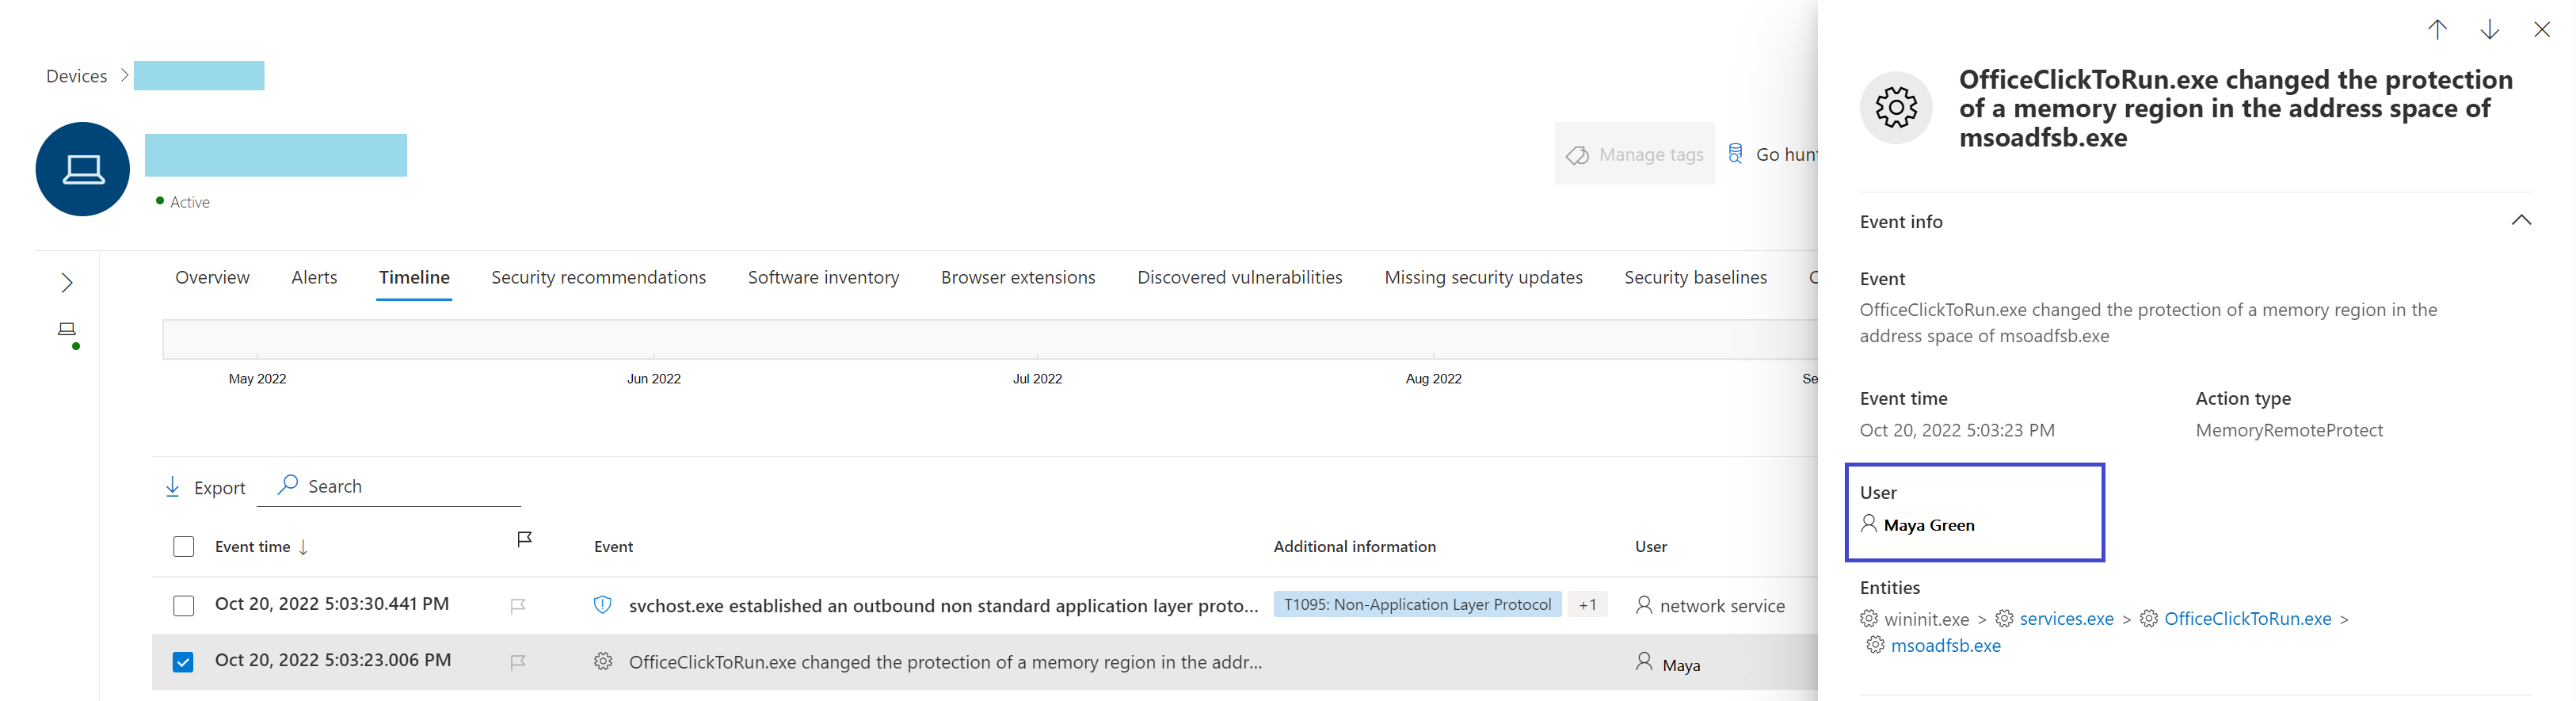 Devices >
Active
Manage tags
Go hun
Overview Alerts Timeline Security recommendations Software inventory Browser extensions Discovered vulnerabilities Missing security updates Security baselines
May 2022 Jun 2022 Jul 2022 Aug 2022 Se
Export Search
Event time ↓ Event Additional information User
Oct 20, 2022 5:03:30.441 PM svchost.exe established an outbound non standard application layer proto... T1095: Non-Application Layer Protocol +1 network service
Oct 20, 2022 5:03:23.006 PM OfficeClickToRun.exe changed the protection of a memory region in the addr... Maya
OfficeClickToRun.exe changed the protection
of a memory region in the address space of
msoadfsb.exe
Event info
Event
OfficeClickToRun.exe changed the protection of a memory region in the
address space of msoadfsb.exe
Event time Action type
Oct 20, 2022 5:03:23 PM MemoryRemoteProtect
User
Maya Green
Entities
wininit.exe > services.exe > OfficeClickToRun.exe >
msoadfsb.exe